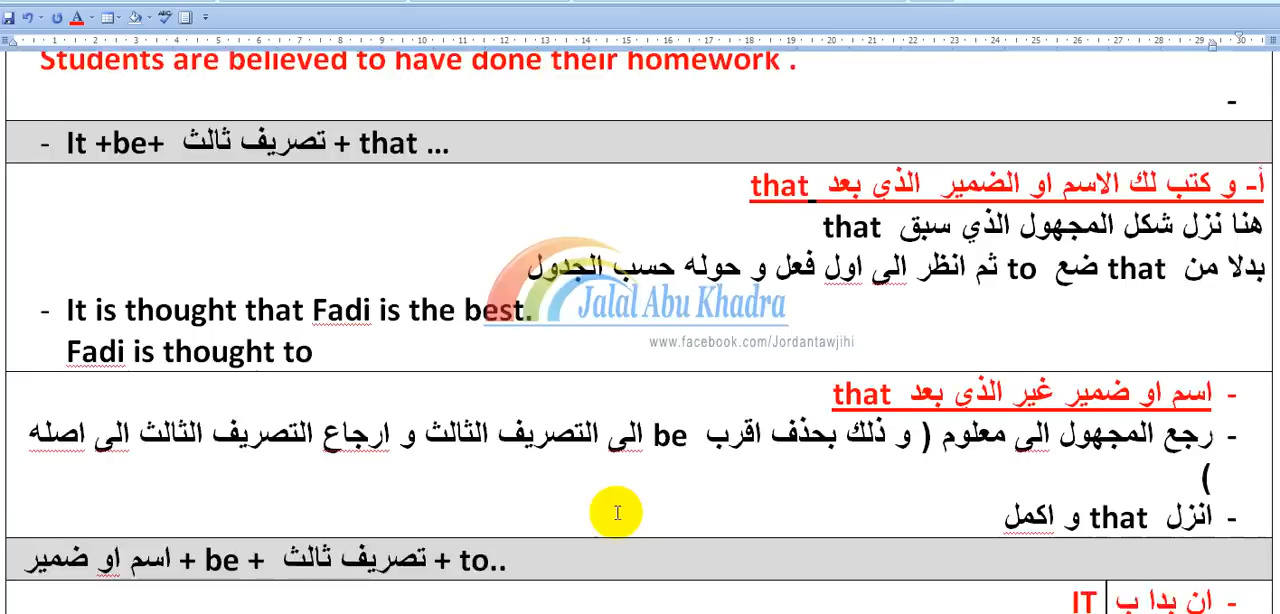 Students are believed to have done their homework .
-
- It +be+ تصريف ثالث + that ...
أ- و كتب لك الاسم او الضمير الذي بعد that
هنا نزل شكل المجهول الذي سبق that
بدلا من that ضع to ثم انظر الى اول فعل و حوله حسب الجدول
- It is thought that Fadi is the best.
Jalal Abu Khadra
www.facebook.com/Jordantawjihi
Fadi is thought to
- اسم او ضمير غير الذي بعد that
- رجع المجهول الى معلوم ( و ذلك بحذف اقرب be الى التصريف الثالث و ارجاع التصريف الثالث الى اصله
)
- انزل that و اكمل
اسم او ضمير + be + تصريف ثالث + to..
- ان بدا ب IT